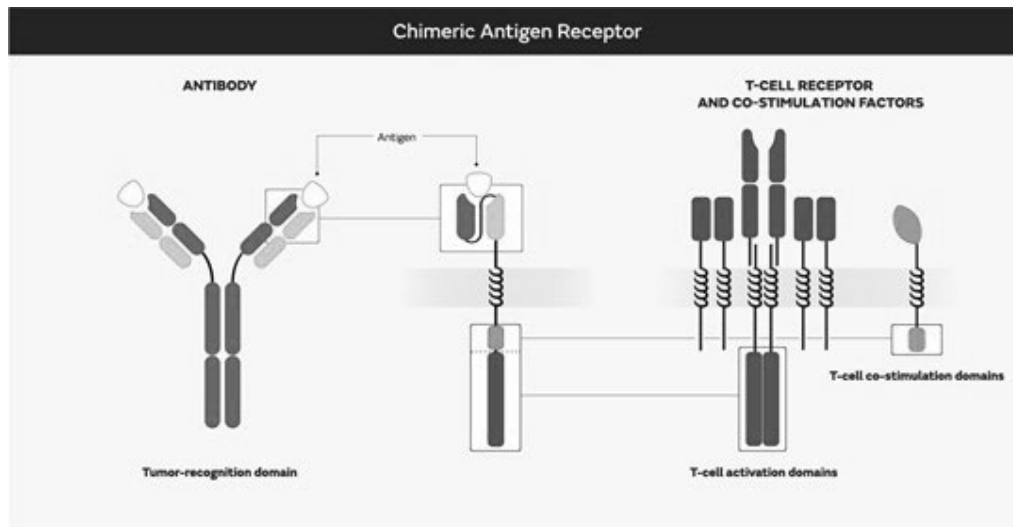 Chimeric Antigen Receptor
ANTIBODY
T-CELL RECEPTOR
AND CO-STIMULATION FACTORS
Antigen
T-cell co-stimulation domains
Tumor-recognition domain
T-cell activation domains